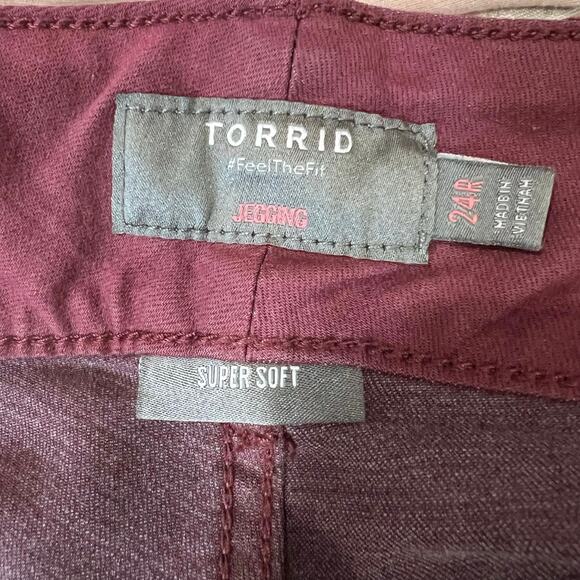 TORRID
#FeelTheFit
JEGGING
24R
MADE IN
VIETNAM
SUPER SOFT